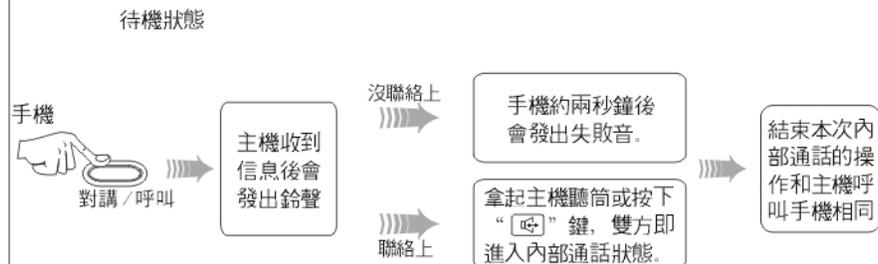 待機狀態
手機
對講/呼叫
主機收到
信息後會
發出鈴聲
沒聯絡上
手機約兩秒鐘後
會發出失敗音。
聯絡上
拿起主機聽筒或按下
“ ”鍵，雙方即
進入內部通話狀態。
結束本次內
部通話的操
作和主機呼
叫手機相同